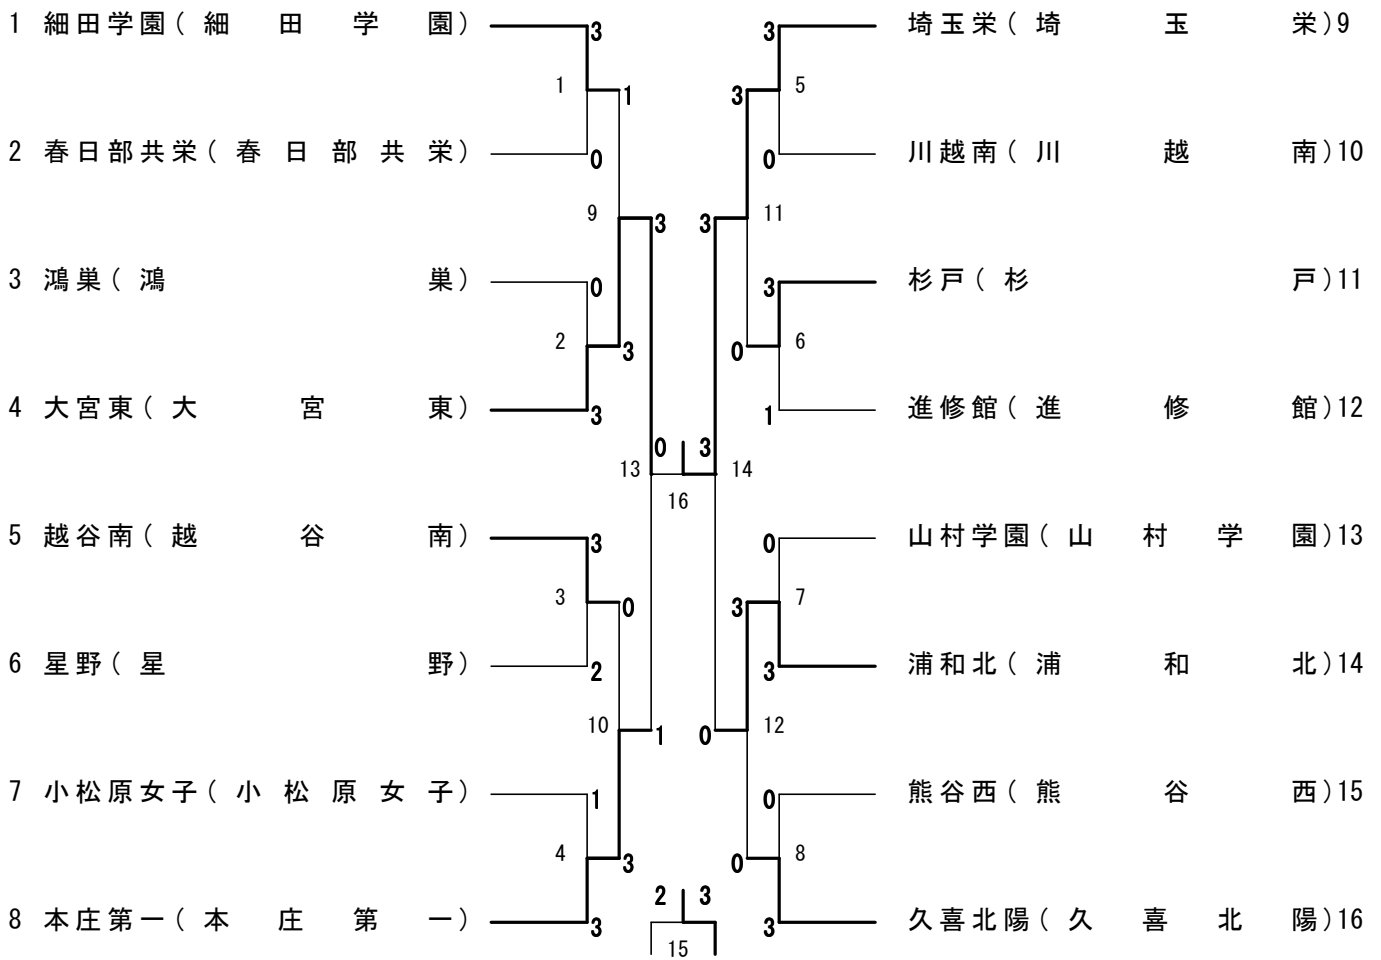 1 細田学園(細田学園) 3 3 埼玉栄(埼玉栄)9
1 1 3 5
2 春日部共栄(春日部共栄) 0 0 川越南(川越南)10
9 3 3 11
3 鴻巣(鴻巣) 0 3 杉戸(杉戸)11
2 3 0 6
4 大宮東(大宮東) 3 1 進修館(進修館)12
0 3
13 14
16
5 越谷南(越谷南) 3 0 山村学園(山村学園)13
3 0 3 7
6 星野(星野) 2 3 浦和北(浦和北)14
10 1 0 12
7 小松原女子(小松原女子) 1 0 熊谷西(熊谷西)15
4 3 0 8
2 3
8 本庄第一(本庄第一) 3 3 久喜北陽(久喜北陽)16
15